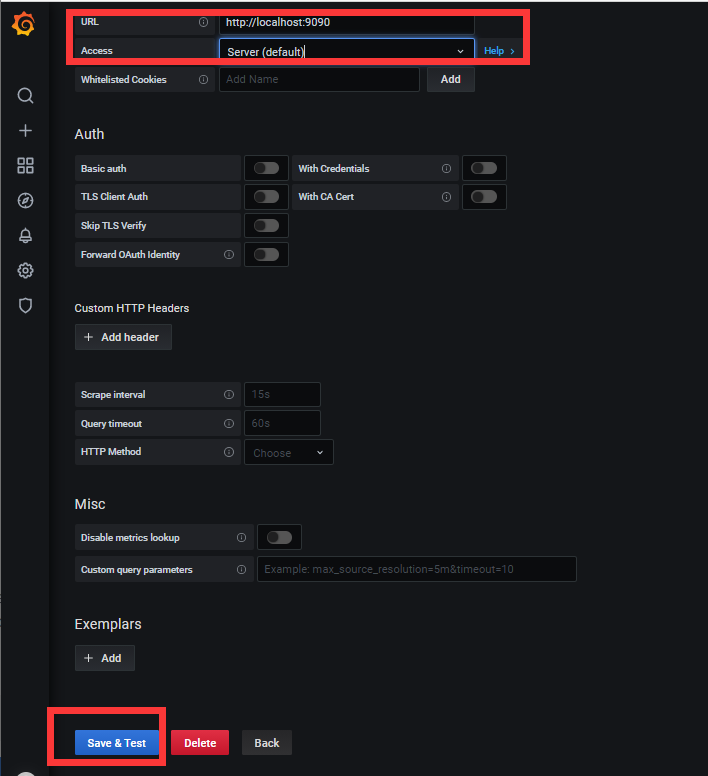 URL http://localhost:9090
Access Server (default) Help >
Whitelisted Cookies Add Name Add
Auth
Basic auth With Credentials
TLS Client Auth With CA Cert
Skip TLS Verify
Forward OAuth Identity
Custom HTTP Headers
+ Add header
Scrape interval 15s
Query timeout 60s
HTTP Method Choose
Misc
Disable metrics lookup
Custom query parameters Example: max_source_resolution=5m&timeout=10
Exemplars
+ Add
Save & Test Delete Back